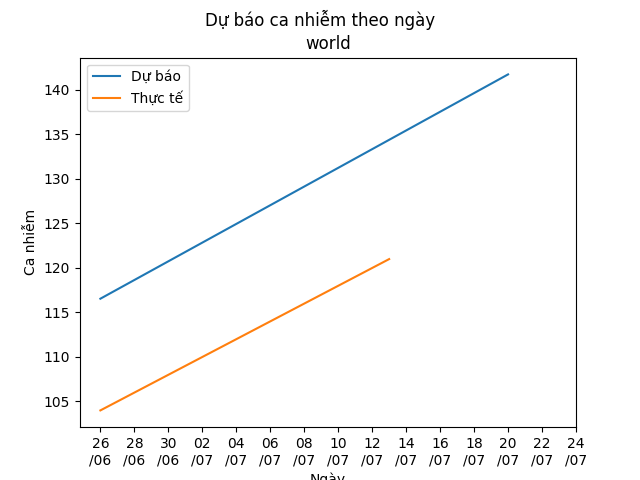 Dự báo ca nhiễm theo ngày
world
Dự báo
Thực tế
Ca nhiễm
140
135
130
125
120
115
110
105
26 28 30 02 04 06 08 10 12 14 16 18 20 22 24
/06 /06 /06 /07 /07 /07 /07 /07 /07 /07 /07 /07 /07 /07 /07
Ngày